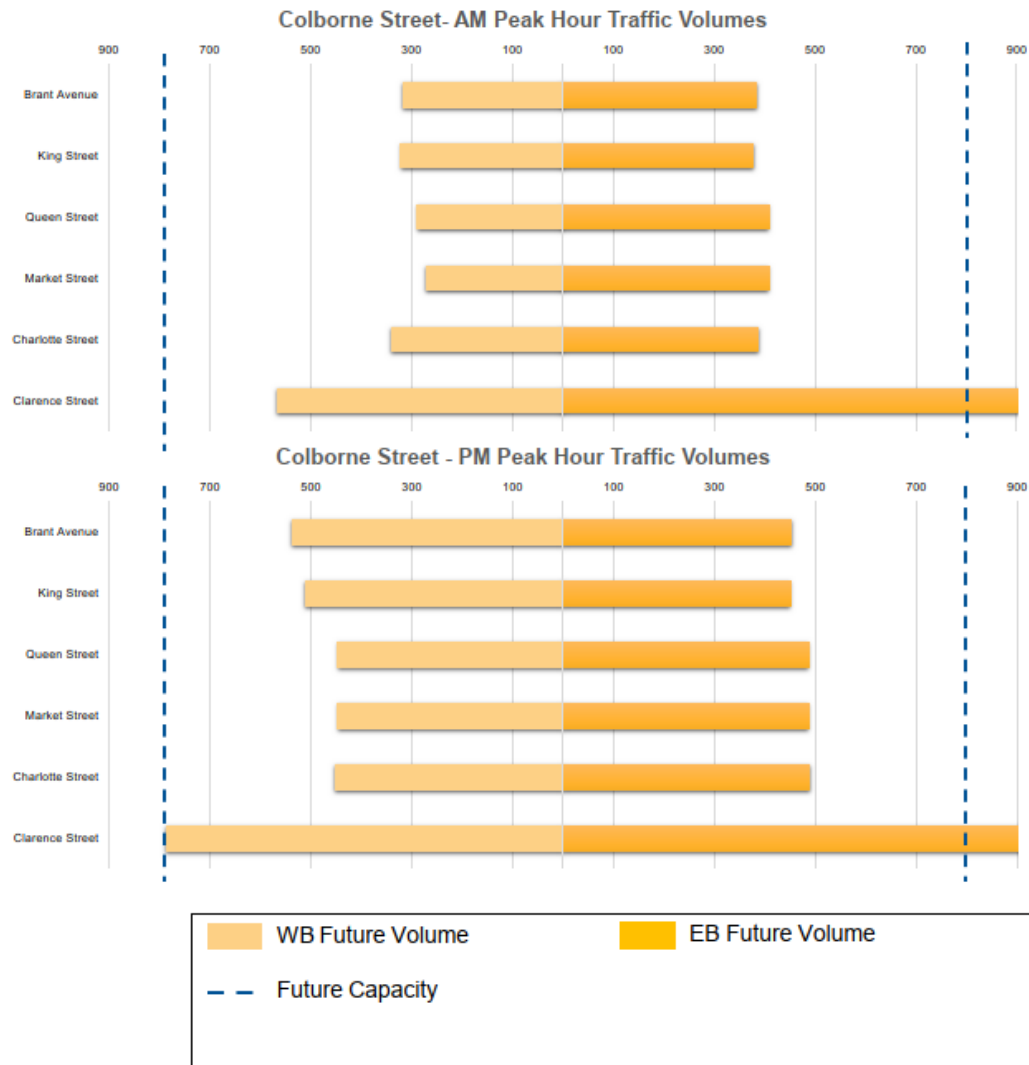 Colborne Street- AM Peak Hour Traffic Volumes
900 700 500 300 100 100 300 500 700 900
Brant Avenue
King Street
Queen Street
Market Street
Charlotte Street
Clarence Street
Colborne Street - PM Peak Hour Traffic Volumes
900 700 500 300 100 100 300 500 700 900
Brant Avenue
King Street
Queen Street
Market Street
Charlotte Street
Clarence Street
WB Future Volume EB Future Volume
Future Capacity